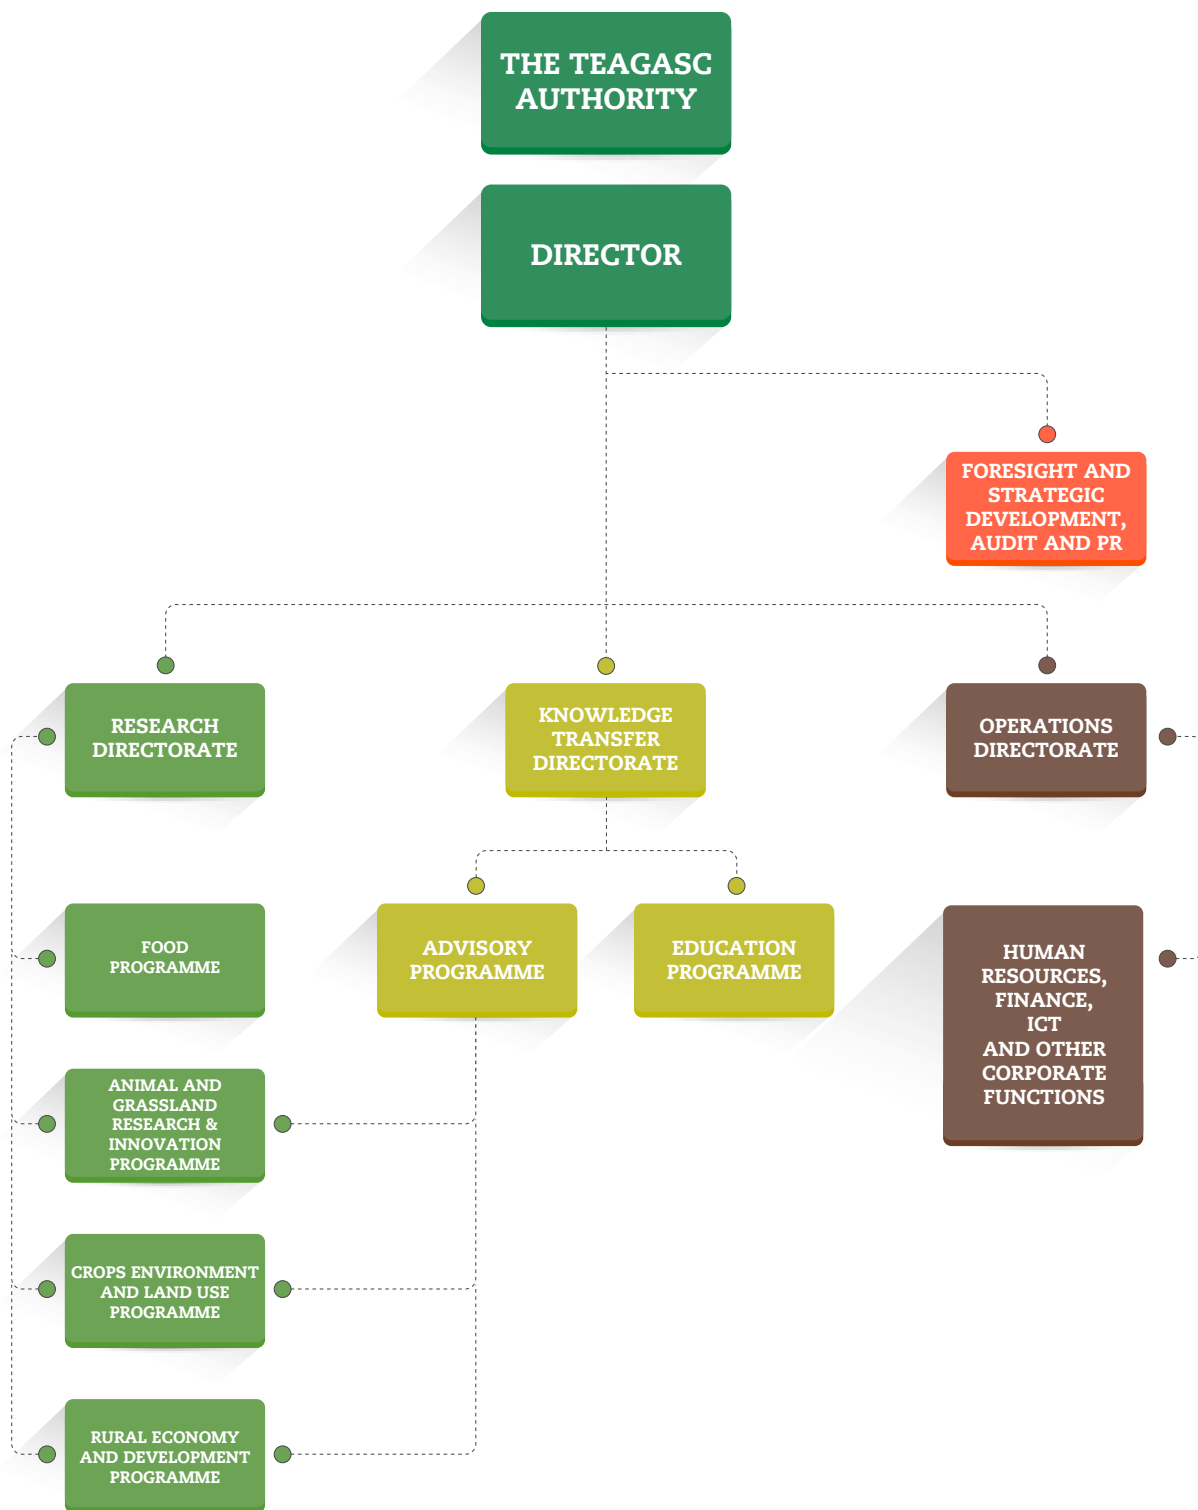 THE TEAGASC
AUTHORITY
DIRECTOR
FORESIGHT AND
STRATEGIC
DEVELOPMENT,
AUDIT AND PR
RESEARCH
DIRECTORATE
KNOWLEDGE
TRANSFER
DIRECTORATE
OPERATIONS
DIRECTORATE
FOOD
PROGRAMME
ADVISORY
PROGRAMME
EDUCATION
PROGRAMME
HUMAN
RESOURCES,
FINANCE,
ICT
AND OTHER
CORPORATE
FUNCTIONS
ANIMAL AND
GRASSLAND
RESEARCH &
INNOVATION
PROGRAMME
CROPS ENVIRONMENT
AND LAND USE
PROGRAMME
RURAL ECONOMY
AND DEVELOPMENT
PROGRAMME